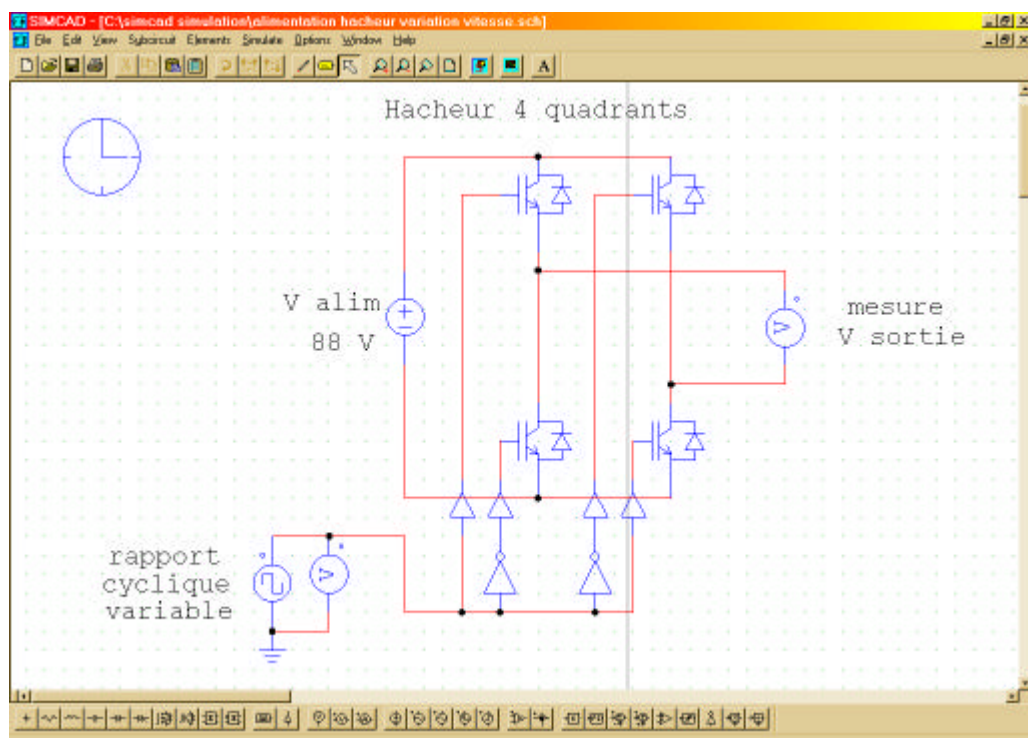 SIMCAD - [C:\simcad simulation\alimentation hacheur variation vitesse sch]
File Edit View Subcircuit Elements Simulate Options Window Help
A
Hacheur 4 quadrants
V alim
88 V
mesure
V sortie
V
rapport
cyclique
variable
V